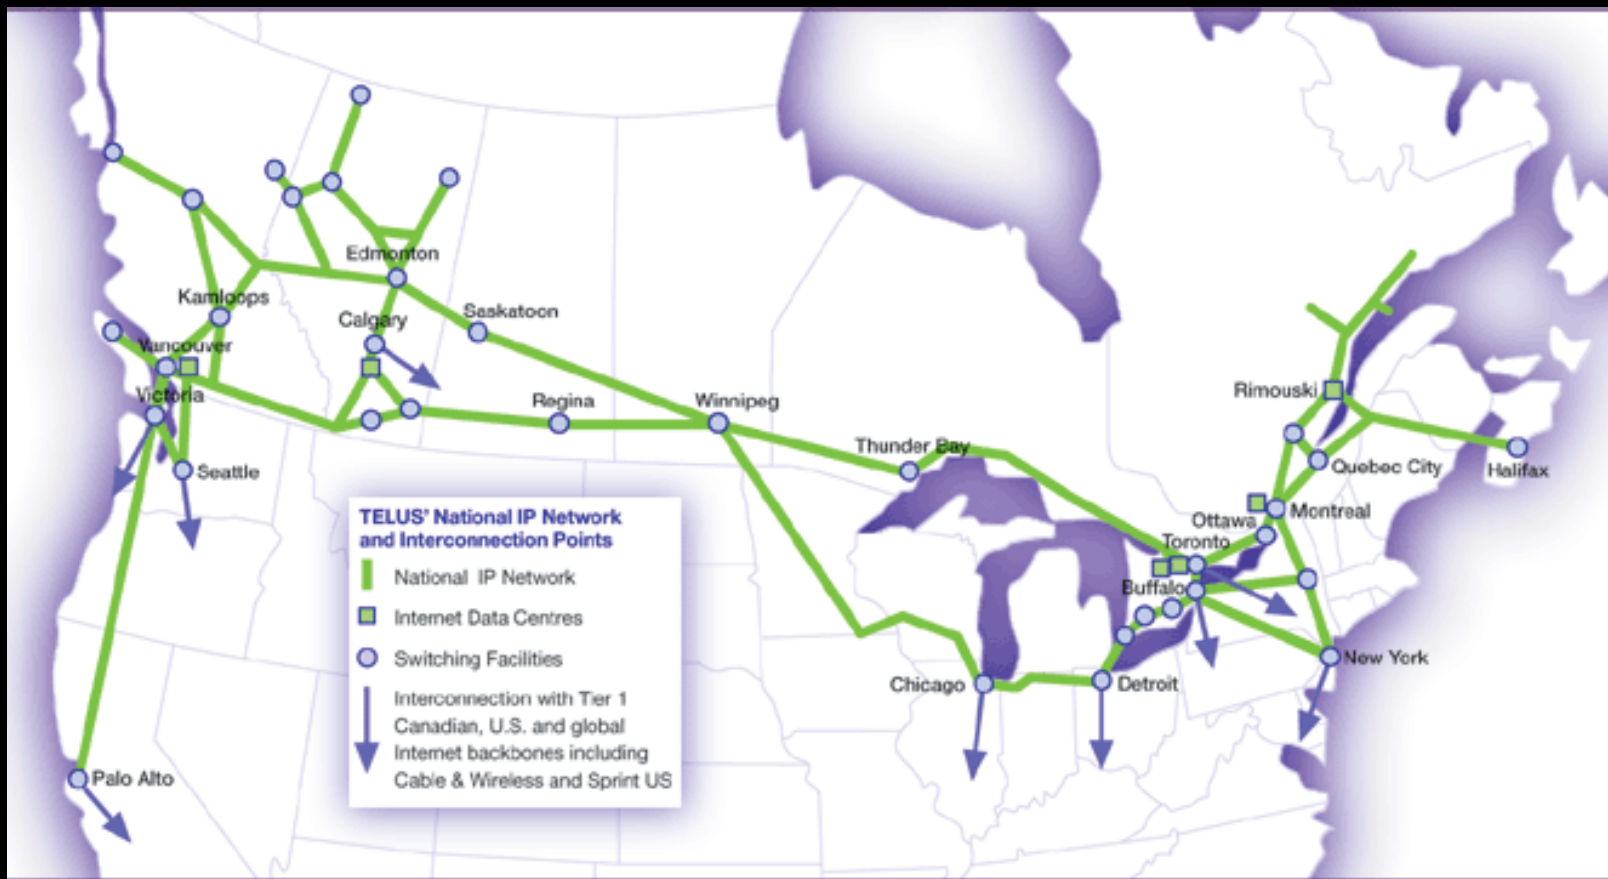 Edmonton
Kamloops
Calgary
Saskatoon
Vancouver
Victoria
Regina
Winnipeg
Rimouski
Thunder Bay
Quebec City
Halifax
Seattle
Montreal
Ottawa
Toronto
Buffalo
New York
Chicago
Detroit
Palo Alto
TELUS' National IP Network
and Interconnection Points
National IP Network
Internet Data Centres
Switching Facilities
Interconnection with Tier 1
Canadian, U.S. and global
Internet backbones including
Cable & Wireless and Sprint US